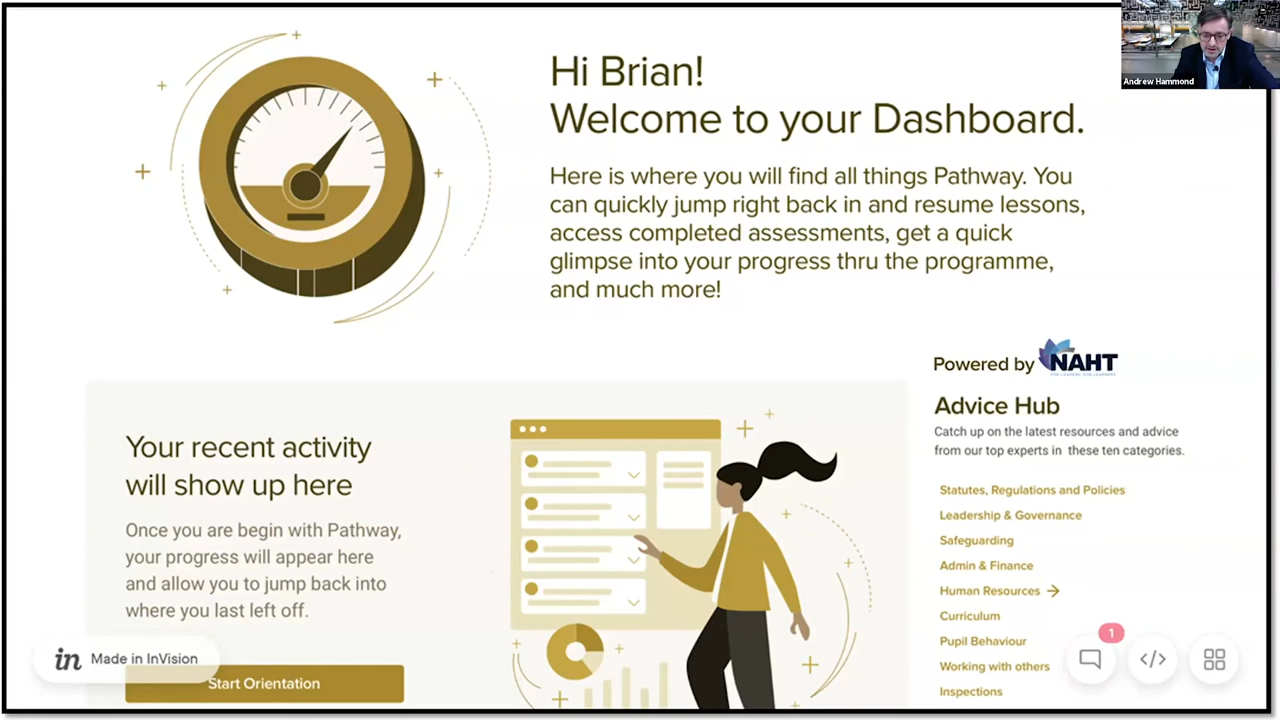 Andrew Hammond
Hi Brian!
Welcome to your Dashboard.
Here is where you will find all things Pathway. You
can quickly jump right back in and resume lessons,
access completed assessments, get a quick
glimpse into your progress thru the programme,
and much more!
Powered by NAHT
Advice Hub
Catch up on the latest resources and advice
from our top experts in these ten categories.
Statutes, Regulations and Policies
Leadership & Governance
Safeguarding
Admin & Finance
Human Resources
Curriculum
Pupil Behaviour
Working with others
Inspections
Your recent activity
will show up here
Once you are begin with Pathway,
your progress will appear here
and allow you to jump back into
where you last left off.
in Made in InVision
Start Orientation
1